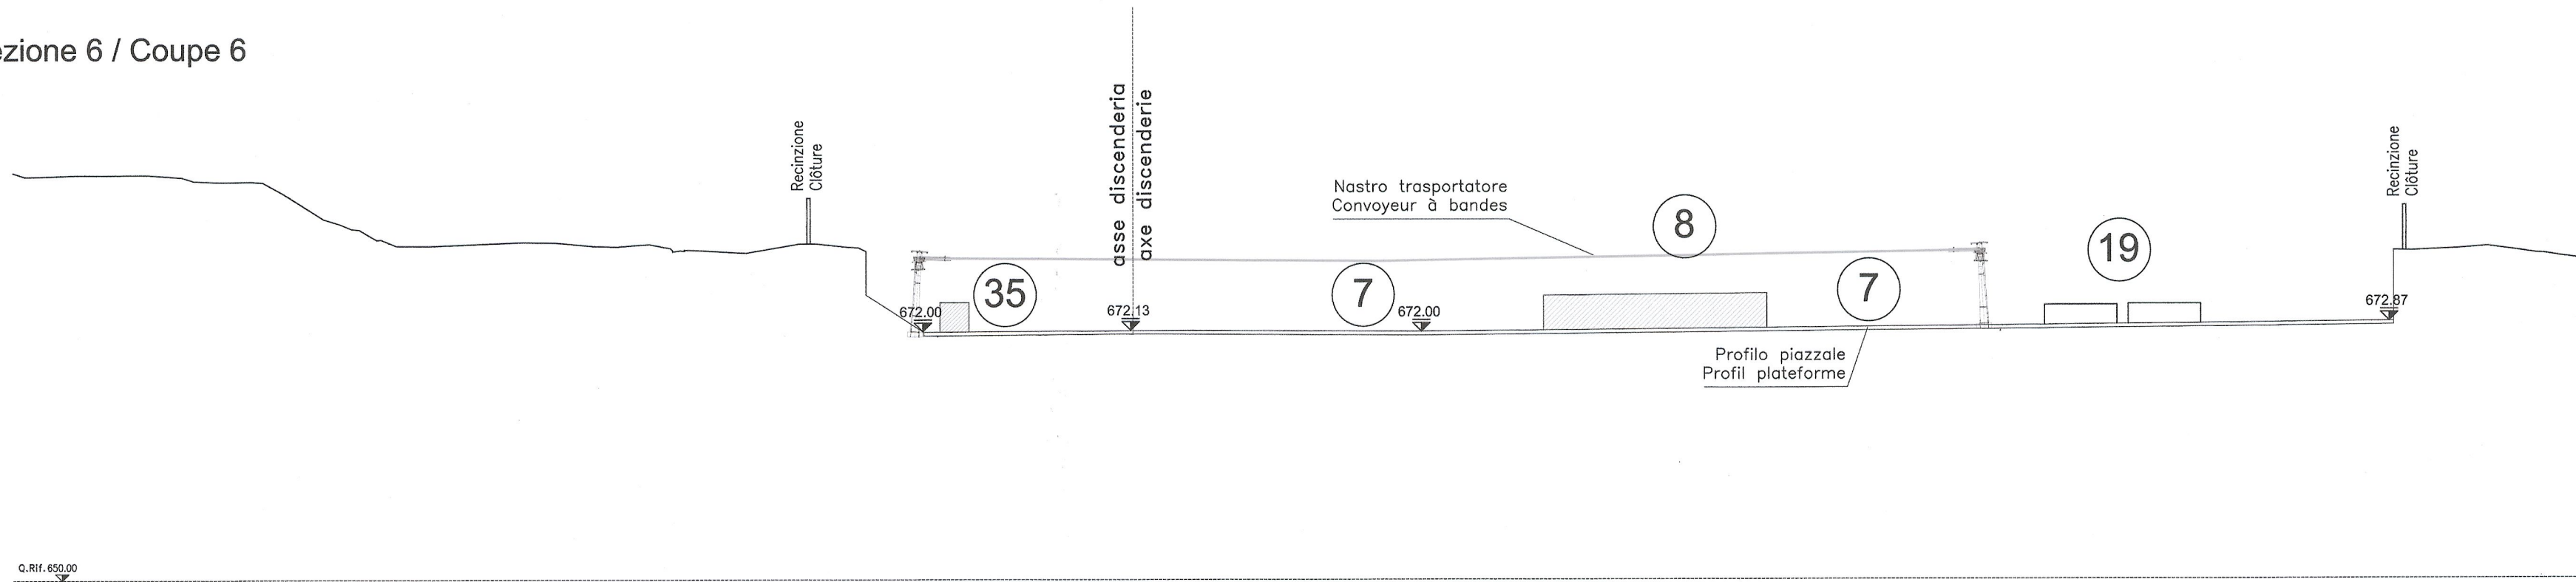 ezione 6 / Coupe 6
Recinzione
Clôture
asse discenderia
axe discenderie
Nastro trasportatore
Convoyeur à bandes
8
Recinzione
Clôture
19
35
7
7
672.00
672.13
672.00
672.87
Profilo piazzale
Profil plateforme
Q.Rif.650.00